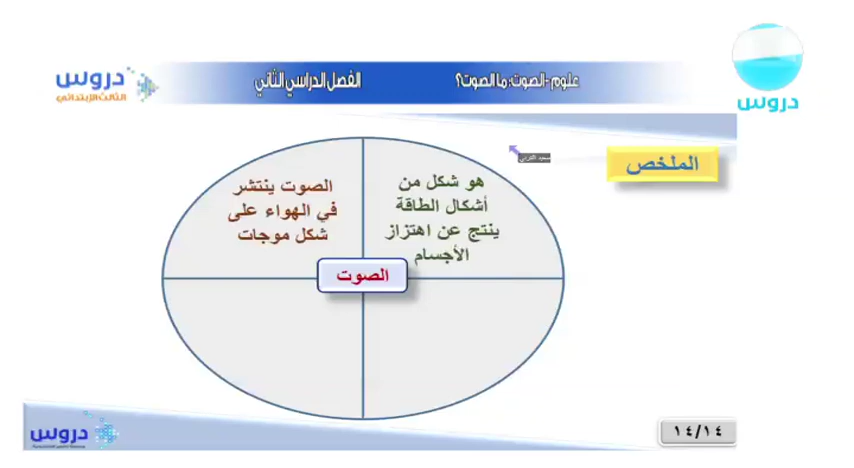 دروس
علوم - الصوت: ما الصوت؟
الفصل الدراسي الثاني
دروس
الثالث الابتدائي
الملخص
هو شكل من
أشكال الطاقة
ينتج عن اهتزاز
الأجسام
الصوت ينتشر
في الهواء على
شكل موجات
الصوت
١٤/١٤
دروس